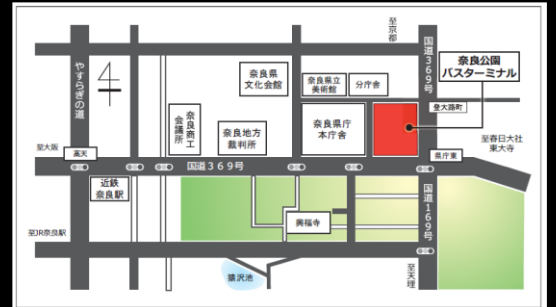 至京都
国道369号
奈良公園
バスターミナル
やすらぎの道
奈良県
文化会館
奈良県立
美術館
分庁舎
登大路町
奈良商工
会議所
奈良地方
裁判所
奈良県庁
本庁舎
至春日大社
東大寺
至大阪
高天
国道369号
県庁東
近鉄
奈良駅
国道169号
興福寺
至JR奈良駅
猿沢池
至天理